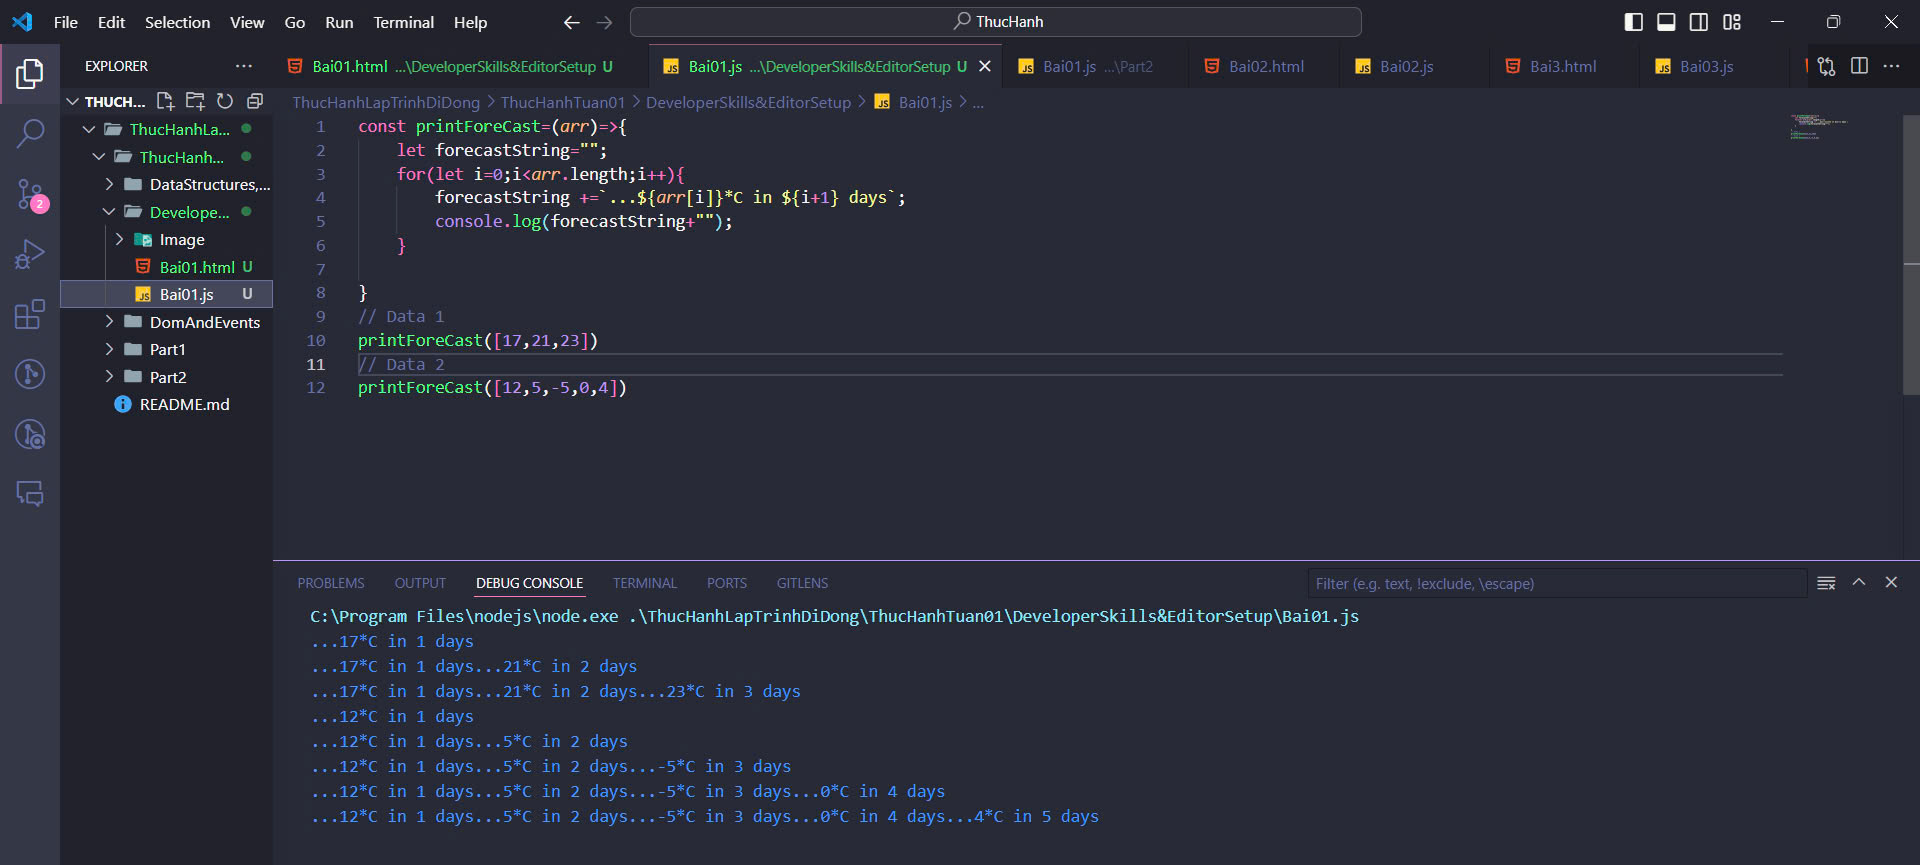 File Edit Selection View Go Run Terminal Help ThucHanh
EXPLORER
Bai01.html ...\DeveloperSkills&EditorSetup U
Bai01.js ...\DeveloperSkills&EditorSetup U
Bai01.js ...\Part2
Bai02.html
Bai02.js
Bai3.html
Bai03.js
THUCH...
ThucHanhLapTrinhDiDong > ThucHanhTuan01 > DeveloperSkills&EditorSetup > JS Bai01.js > ...
ThucHanhLa...
ThucHanh...
DataStructures,...
Develope...
Image
Bai01.html U
Bai01.js U
DomAndEvents
Part1
Part2
README.md
2
1 const printForeCast=(arr)=>{
2 let forecastString="";
3 for(let i=0;i<arr.length;i++){
4 forecastString +=`...${arr[i]}*C in ${i+1} days`;
5 console.log(forecastString+"");
6 }
7
8 }
9 // Data 1
10 printForeCast([17,21,23])
11 // Data 2
12 printForeCast([12,5,-5,0,4])
PROBLEMS OUTPUT DEBUG CONSOLE TERMINAL PORTS GITLENS Filter (e.g. text, !exclude, \escape)
C:\Program Files\nodejs\node.exe .\ThucHanhLapTrinhDiDong\ThucHanhTuan01\DeveloperSkills&EditorSetup\Bai01.js
...17*C in 1 days
...17*C in 1 days...21*C in 2 days
...17*C in 1 days...21*C in 2 days...23*C in 3 days
...12*C in 1 days
...12*C in 1 days...5*C in 2 days
...12*C in 1 days...5*C in 2 days...-5*C in 3 days
...12*C in 1 days...5*C in 2 days...-5*C in 3 days...0*C in 4 days
...12*C in 1 days...5*C in 2 days...-5*C in 3 days...0*C in 4 days...4*C in 5 days